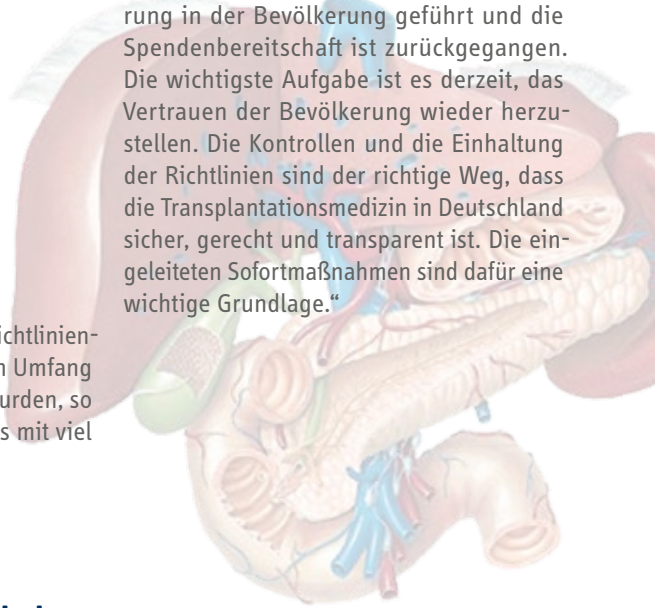 ichtlinien-
n Umfang
urden, so
s mit viel
rung in der Bevölkerung geführt und die
Spendenbereitschaft ist zurückgegangen.
Die wichtigste Aufgabe ist es derzeit, das
Vertrauen der Bevölkerung wieder herzu-
stellen. Die Kontrollen und die Einhaltung
der Richtlinien sind der richtige Weg, dass
die Transplantationsmedizin in Deutschland
sicher, gerecht und transparent ist. Die ein-
geleiteten Sofortmaßnahmen sind dafür eine
wichtige Grundlage.“